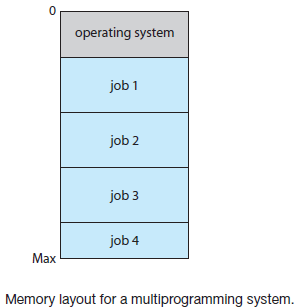 0
operating system
job 1
job 2
job 3
job 4
Max
Memory layout for a multiprogramming system.